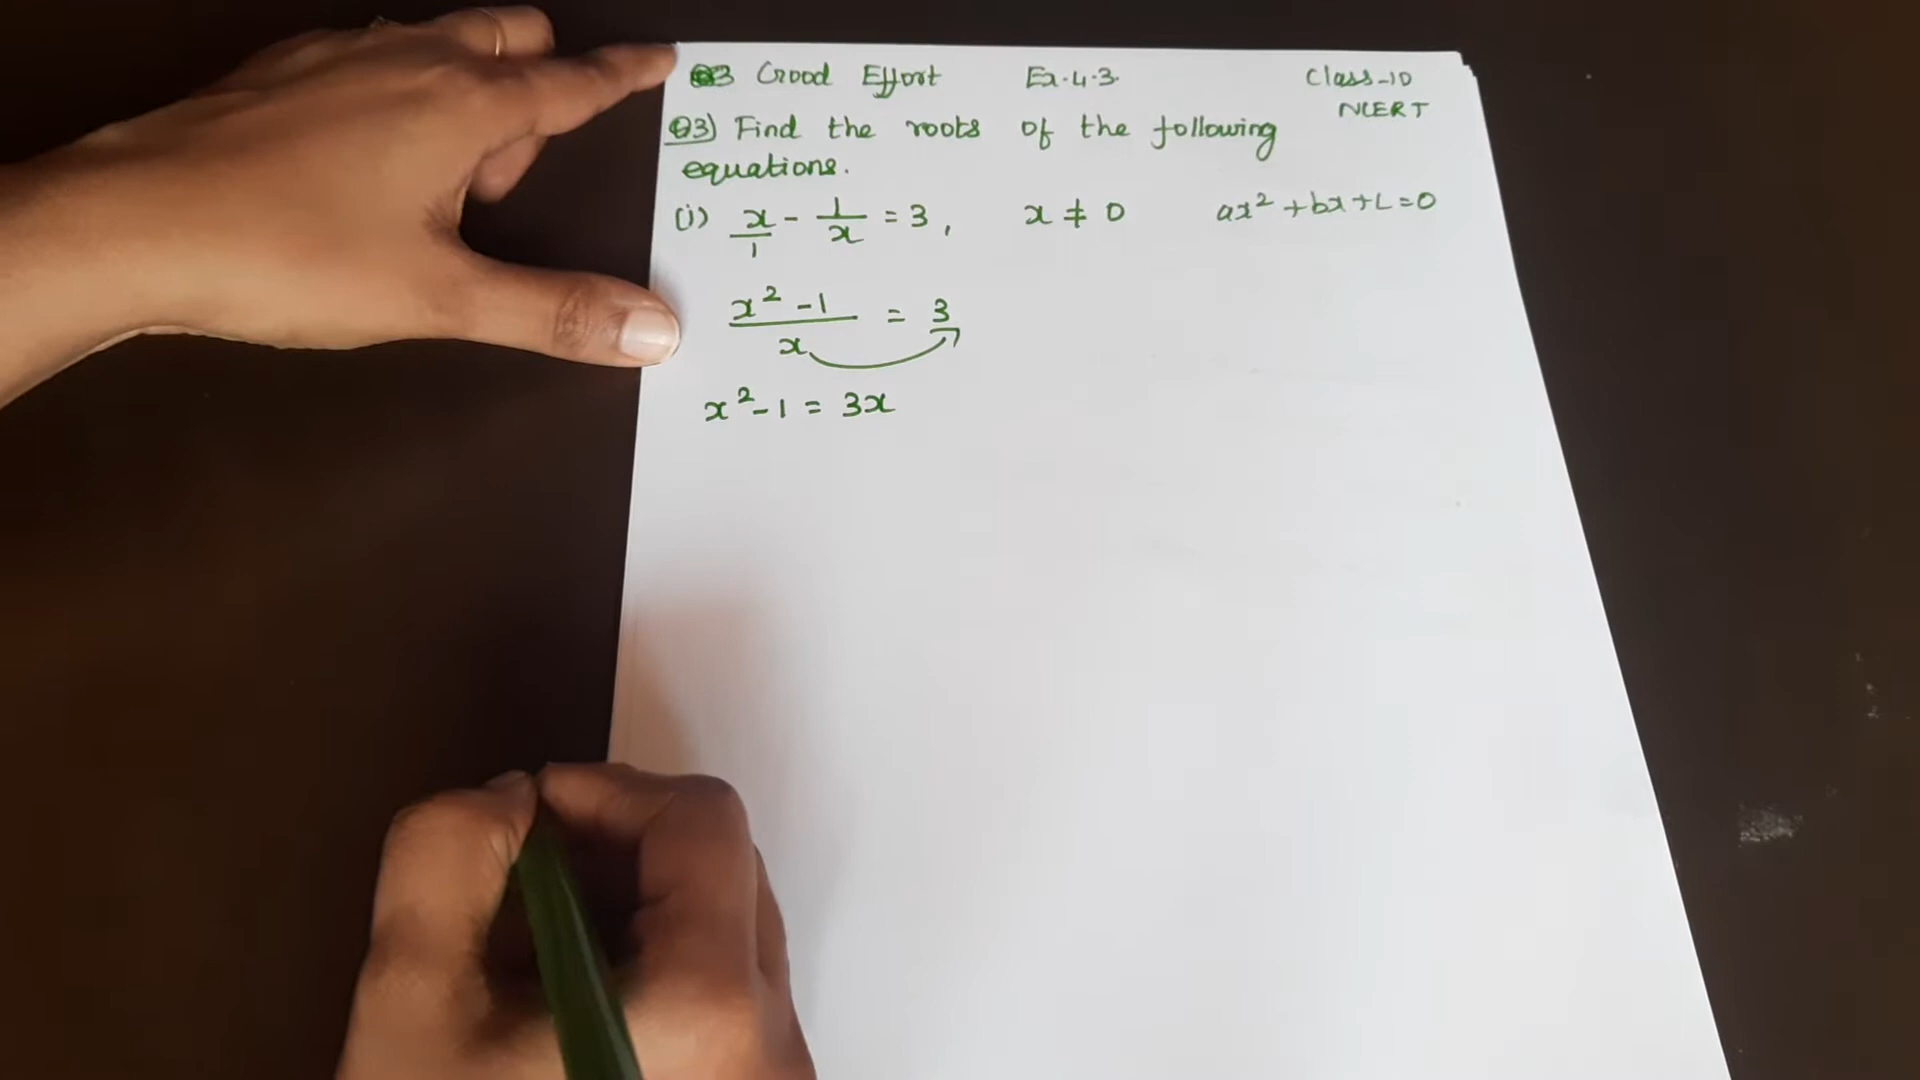 Q3 Good Effort Ex.4.3. Class-10
NCERT
Q3) Find the roots of the following
equations.
(i) x/1 - 1/x = 3, x ≠ 0 ax² + bx + c = 0
x² - 1 / x = 3
x² - 1 = 3x